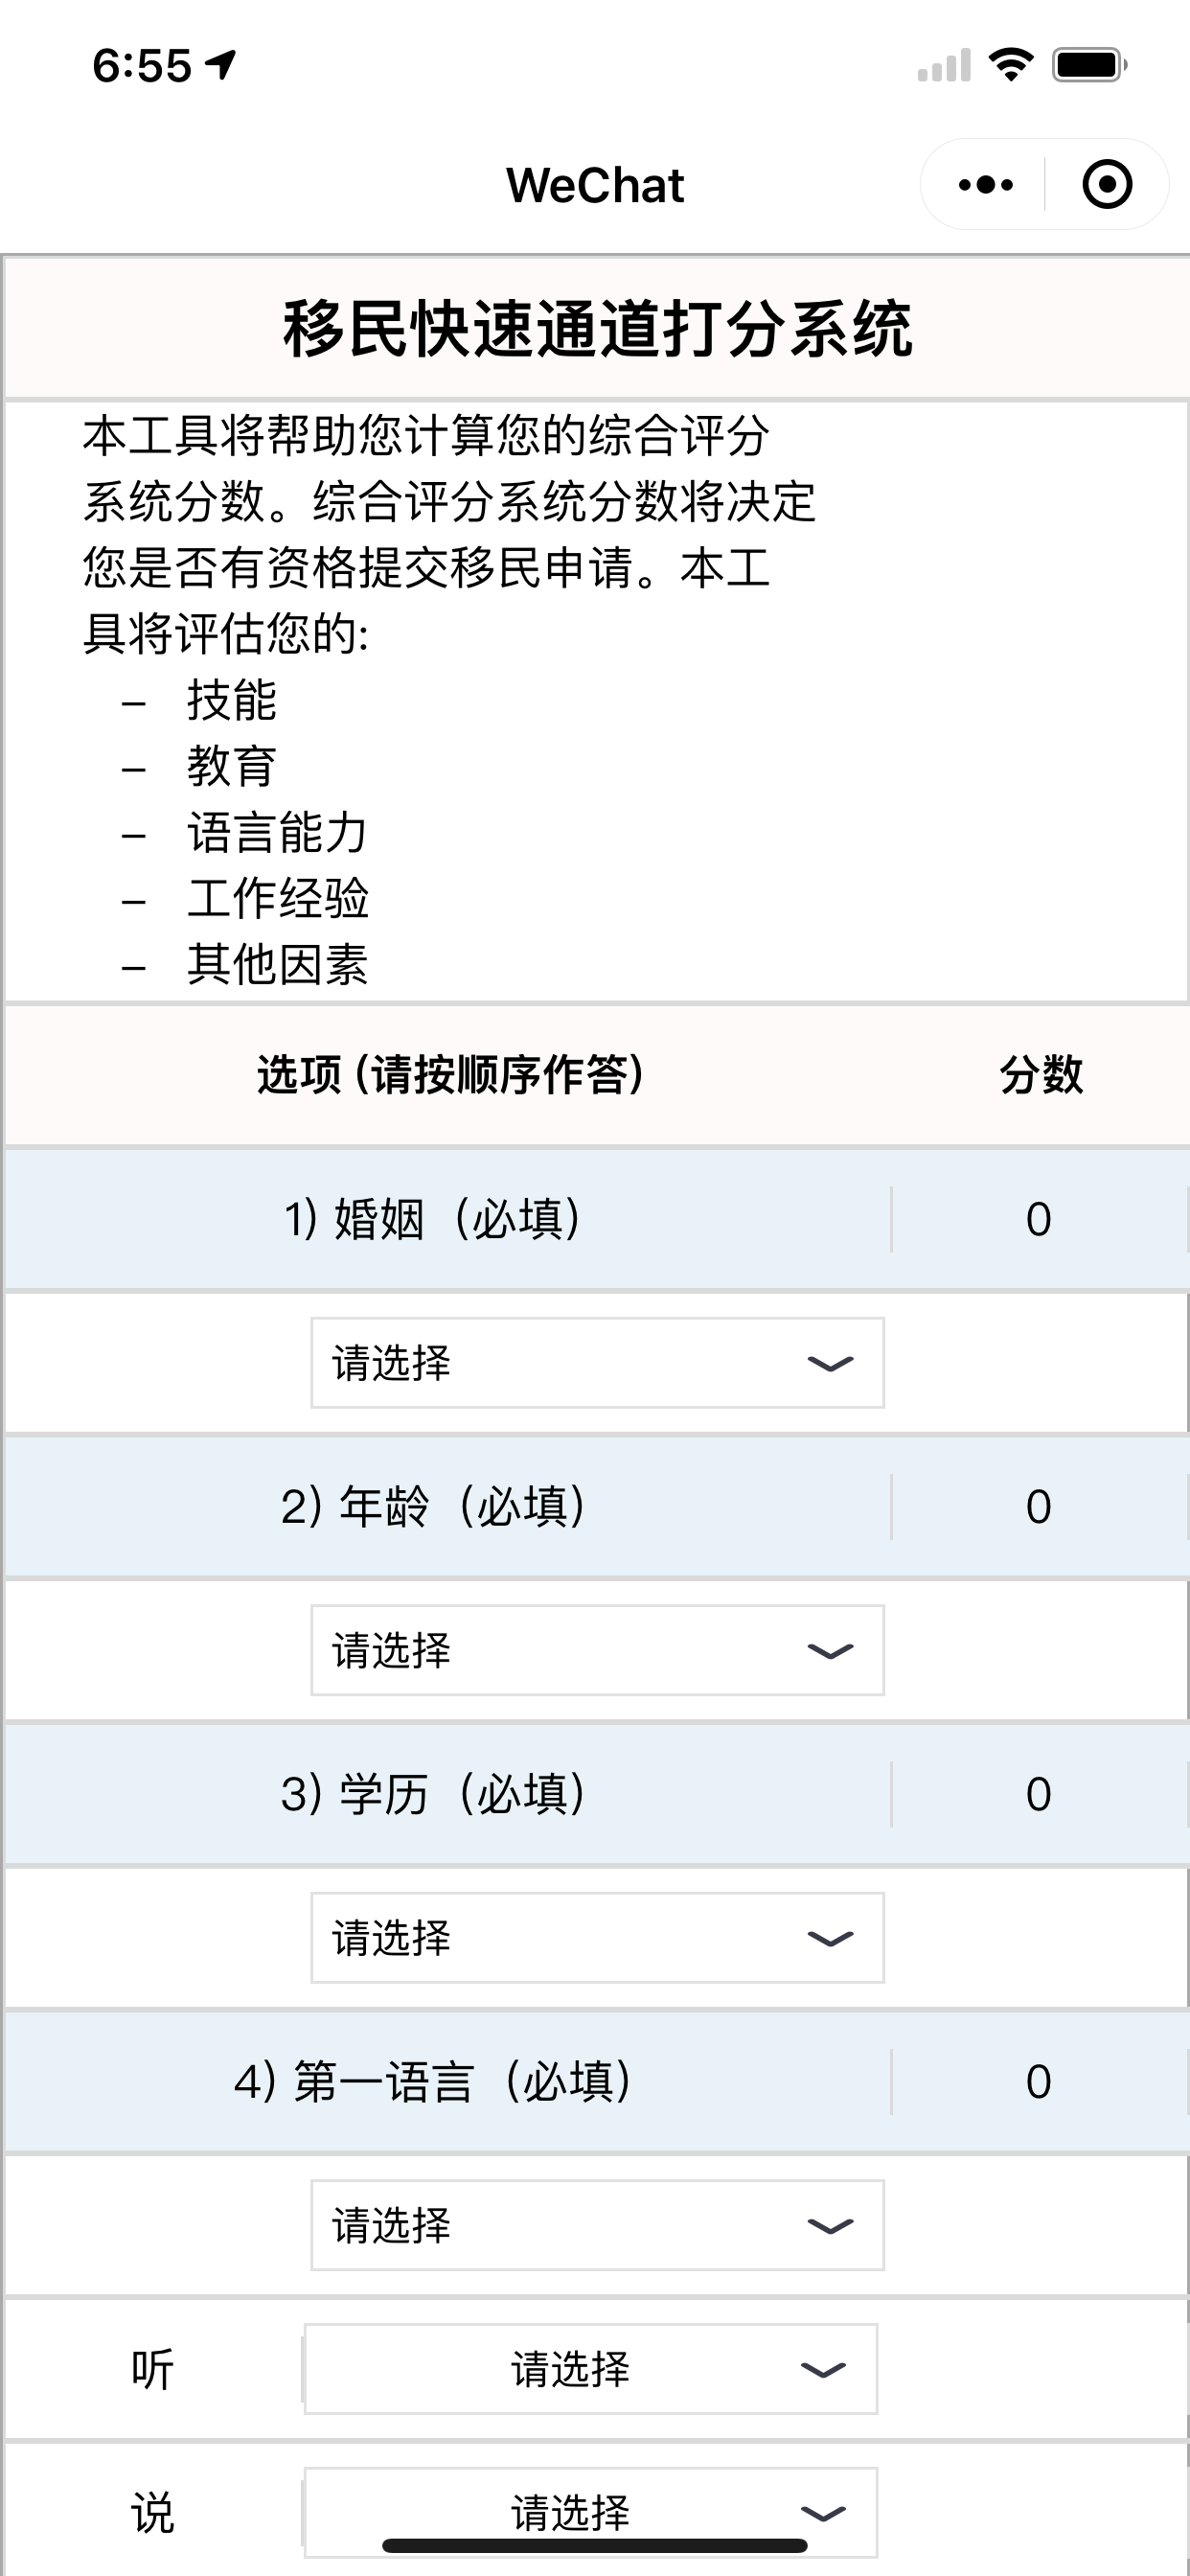 6:55
WeChat
移民快速通道打分系统
本工具将帮助您计算您的综合评分
系统分数。综合评分系统分数将决定
您是否有资格提交移民申请。本工
具将评估您的:
– 技能
– 教育
– 语言能力
– 工作经验
– 其他因素
选项 (请按顺序作答) 分数
1) 婚姻（必填） 0
请选择
2) 年龄（必填） 0
请选择
3) 学历（必填） 0
请选择
4) 第一语言（必填） 0
请选择
听 请选择
说 请选择